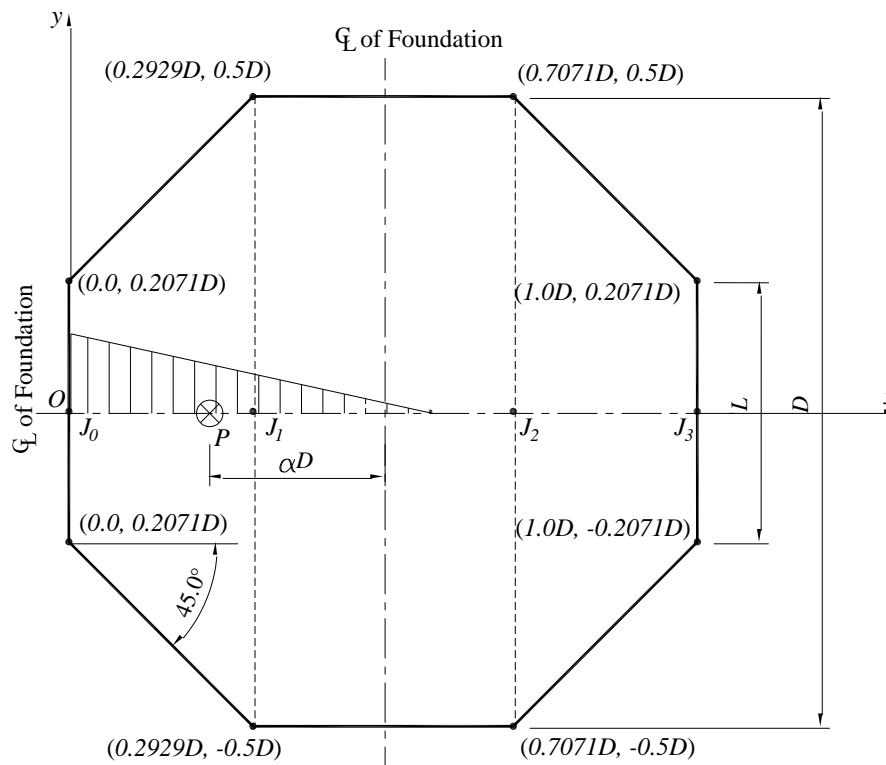 y
℄ of Foundation
(0.2929D, 0.5D)
(0.7071D, 0.5D)
(0.0, 0.2071D)
(1.0D, 0.2071D)
℄ of Foundation
O
J0
P
J1
J2
J3
L
D
αD
(0.0, 0.2071D)
(1.0D, -0.2071D)
45.0°
(0.2929D, -0.5D)
(0.7071D, -0.5D)